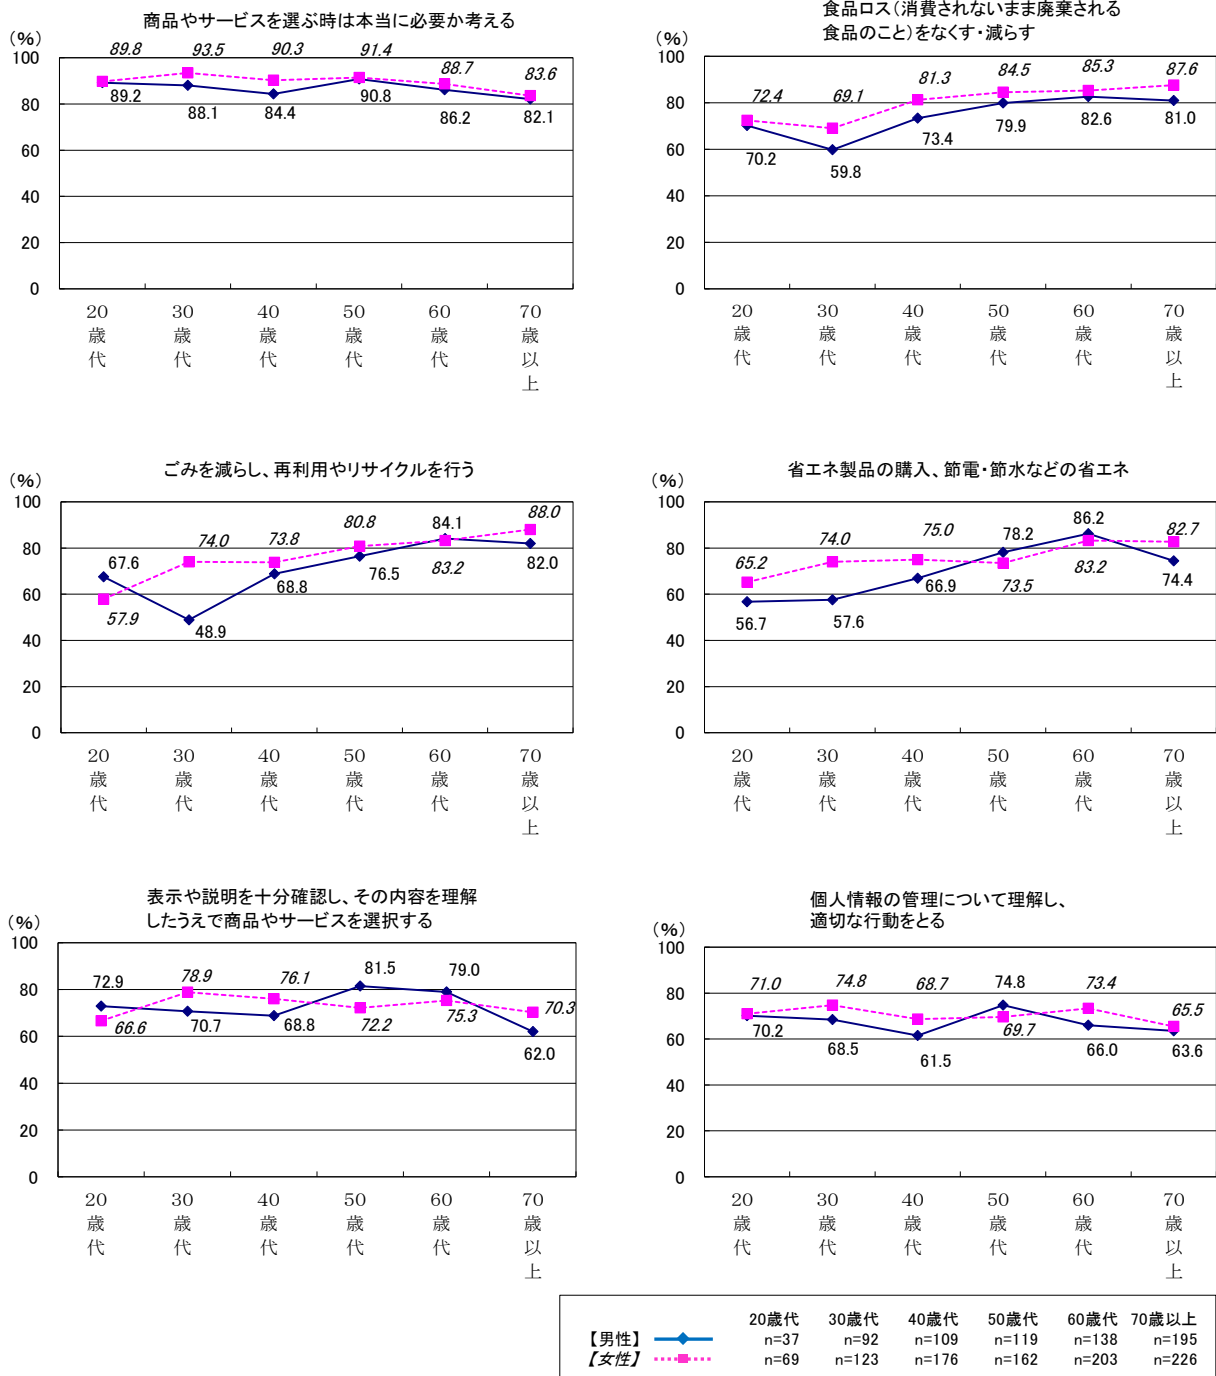 商品やサービスを選ぶ時は本当に必要か考える
(%)
89.8 93.5 90.3 91.4 88.7 83.6
100
80
60
40
20
0
89.2 88.1 84.4 90.8 86.2 82.1
20歳代 30歳代 40歳代 50歳代 60歳代 70歳以上
食品ロス(消費されないまま廃棄される
食品のこと)をなくす・減らす
(%)
100
80
60
40
20
0
72.4 69.1 81.3 84.5 85.3 87.6
70.2 59.8 73.4 79.9 82.6 81.0
20歳代 30歳代 40歳代 50歳代 60歳代 70歳以上
ごみを減らし、再利用やリサイクルを行う
(%)
100
80
60
40
20
0
67.6 74.0 73.8 80.8 84.1 88.0
57.9 48.9 68.8 76.5 83.2 82.0
20歳代 30歳代 40歳代 50歳代 60歳代 70歳以上
省エネ製品の購入、節電・節水などの省エネ
(%)
100
80
60
40
20
0
65.2 74.0 75.0 78.2 86.2 82.7
56.7 57.6 66.9 73.5 83.2 74.4
20歳代 30歳代 40歳代 50歳代 60歳代 70歳以上
表示や説明を十分確認し、その内容を理解
したうえで商品やサービスを選択する
(%)
100
80
60
40
20
0
72.9 78.9 76.1 81.5 79.0 70.3
66.6 70.7 68.8 72.2 75.3 62.0
20歳代 30歳代 40歳代 50歳代 60歳代 70歳以上
個人情報の管理について理解し、
適切な行動をとる
(%)
100
80
60
40
20
0
71.0 74.8 68.7 74.8 73.4 65.5
70.2 68.5 61.5 69.7 66.0 63.6
20歳代 30歳代 40歳代 50歳代 60歳代 70歳以上
20歳代 30歳代 40歳代 50歳代 60歳代 70歳以上
【男性】 n=37 n=92 n=109 n=119 n=138 n=195
【女性】 n=69 n=123 n=176 n=162 n=203 n=226